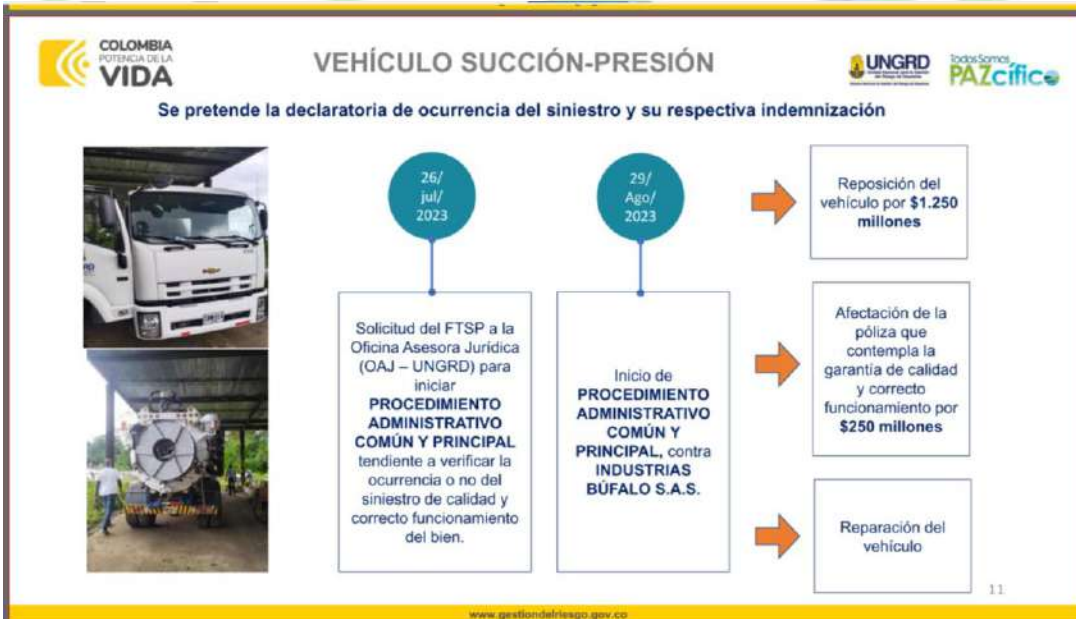 COLOMBIA
POTENCIA DE LA
VIDA
VEHÍCULO SUCCIÓN-PRESIÓN
UNGRD
Todos Somos
PAZcífico
Se pretende la declaratoria de ocurrencia del siniestro y su respectiva indemnización
26/
jul/
2023
Solicitud del FTSP a la
Oficina Asesora Jurídica
(OAJ – UNGRD) para
iniciar
PROCEDIMIENTO
ADMINISTRATIVO
COMÚN Y PRINCIPAL
tendiente a verificar la
ocurrencia o no del
siniestro de calidad y
correcto funcionamiento
del bien.
29/
Ago/
2023
Inicio de
PROCEDIMIENTO
ADMINISTRATIVO
COMÚN Y
PRINCIPAL, contra
INDUSTRIAS
BÚFALO S.A.S.
Reposición del
vehículo por $1.250
millones
Afectación de la
póliza que
contempla la
garantía de calidad
y correcto
funcionamiento por
$250 millones
Reparación del
vehículo
11
www.gestiondelriesgo.gov.co